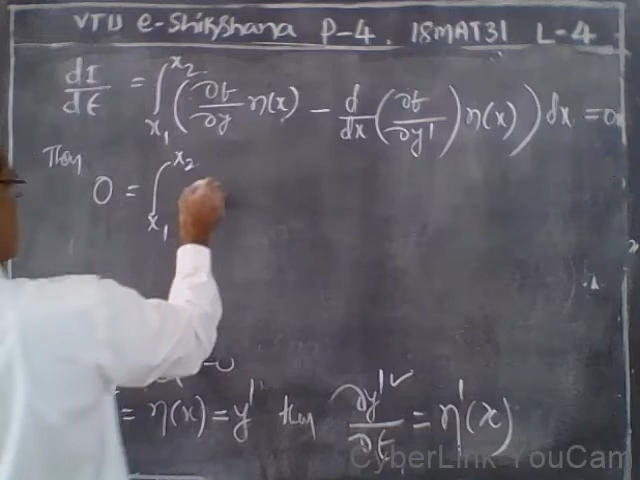 VTU e-Shikshana P-4. 18MAT31 L-4
dI/dε = ∫_{x₁}^{x₂} (∂f/∂y η(x) − d/dx (∂f/∂y') η(x)) dx = 0
Then
0 = ∫_{x₁}^{x₂}
= η(x) = y' then ∂y'/∂ε = η'(x)
CyberLink YouCam